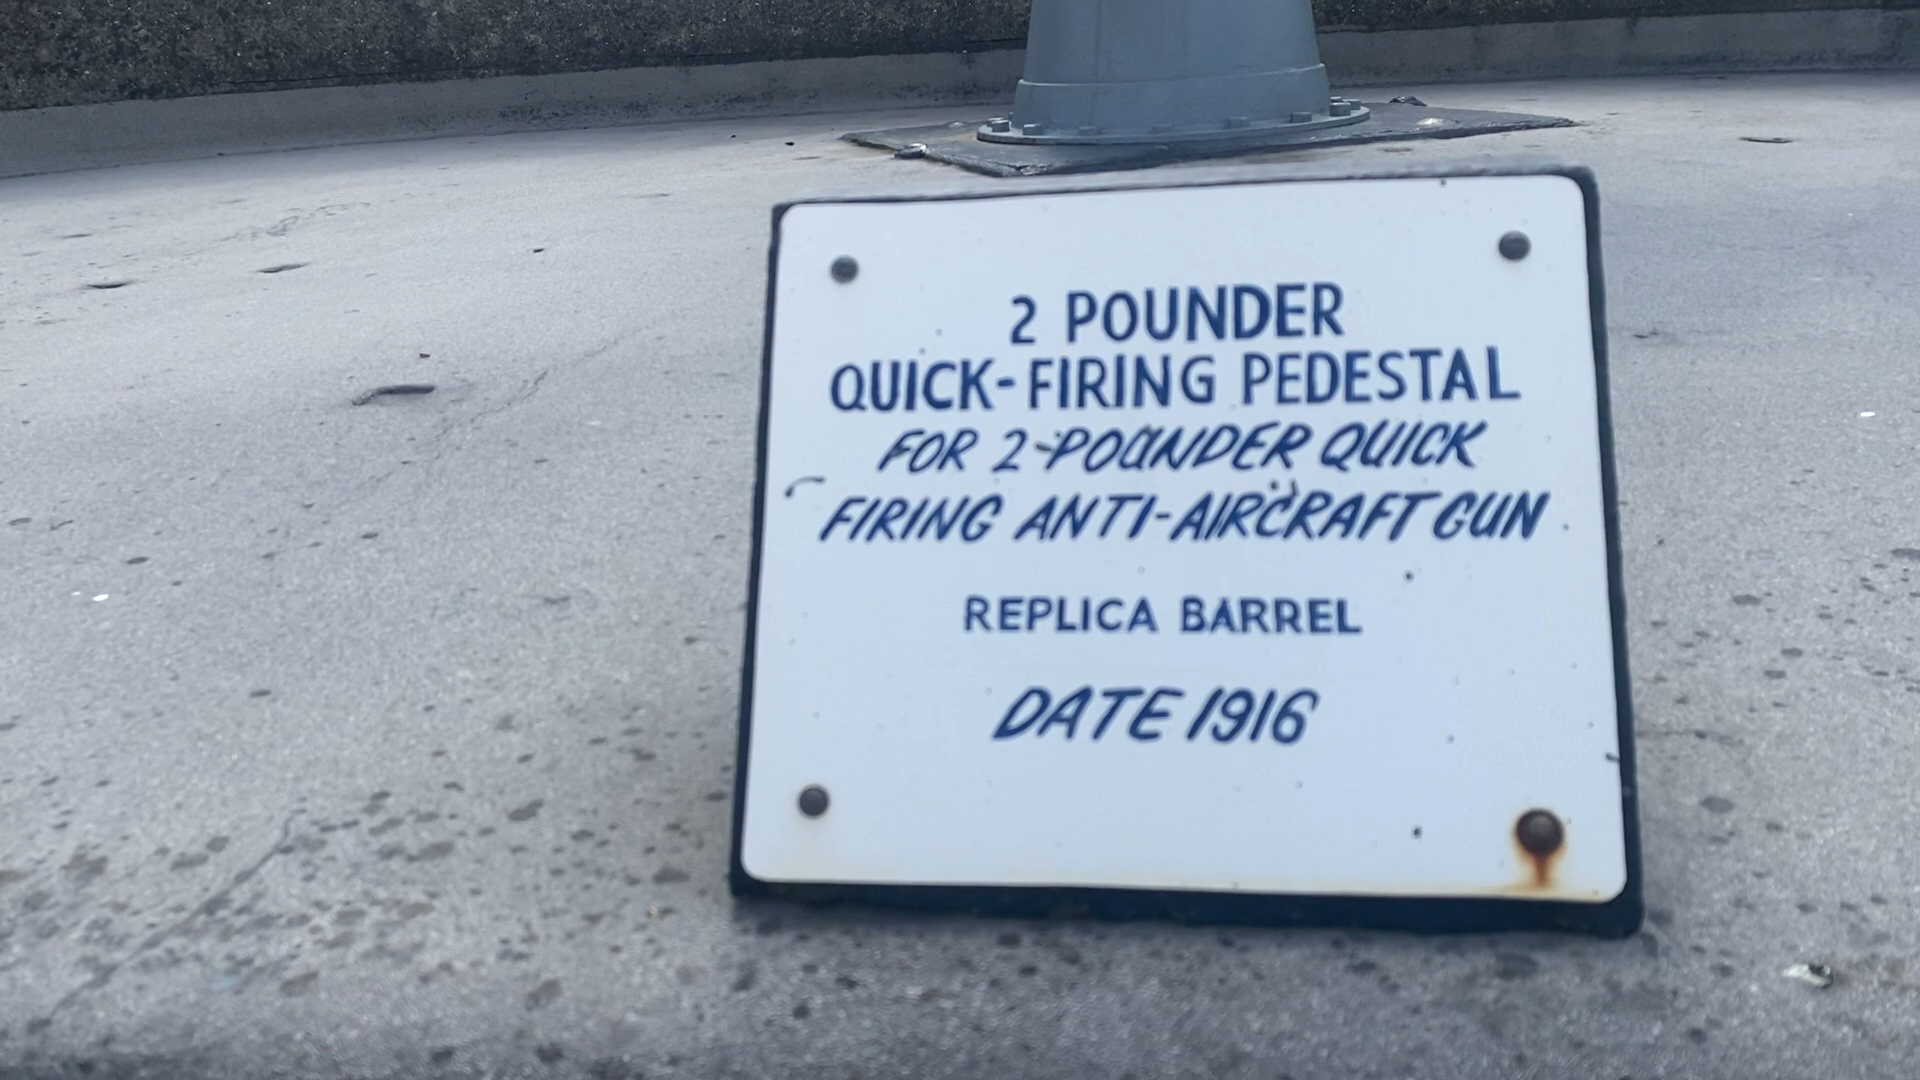 2 POUNDER
QUICK-FIRING PEDESTAL
FOR 2-POUNDER QUICK
FIRING ANTI-AIRCRAFT GUN
REPLICA BARREL
DATE 1916